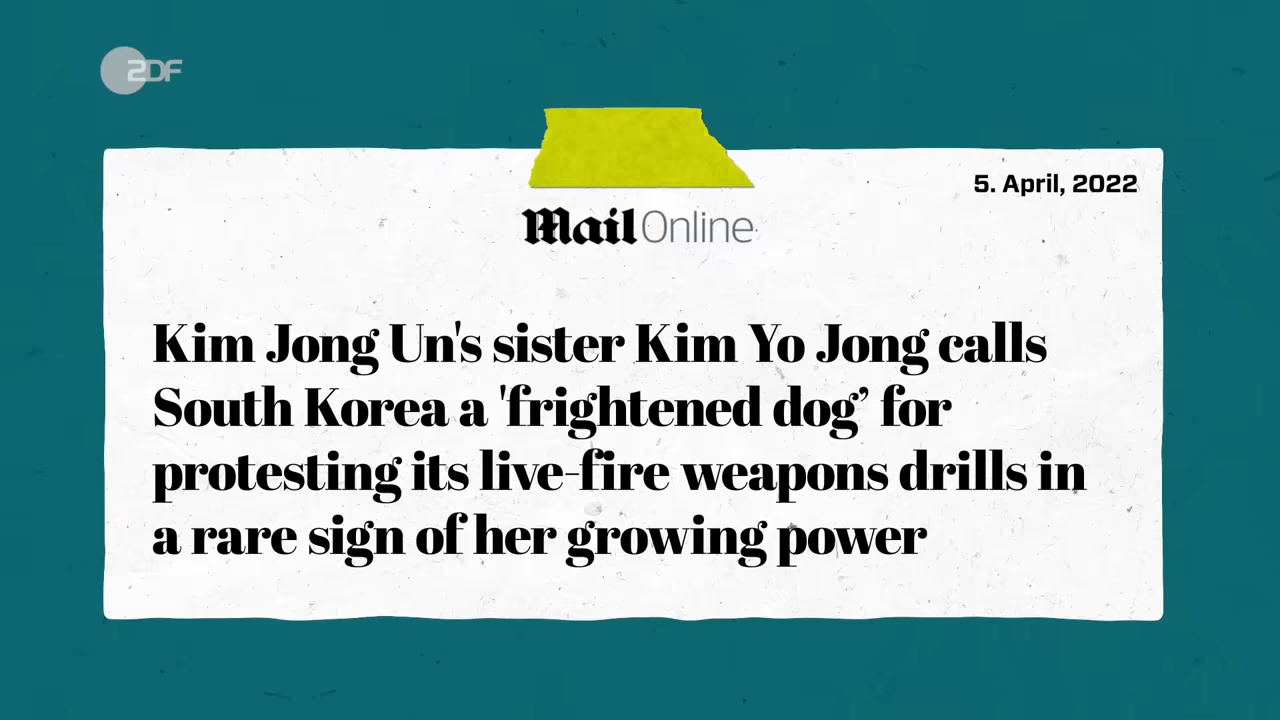 ZDF
5. April, 2022
Mail Online
Kim Jong Un's sister Kim Yo Jong calls
South Korea a 'frightened dog’ for
protesting its live-fire weapons drills in
a rare sign of her growing power